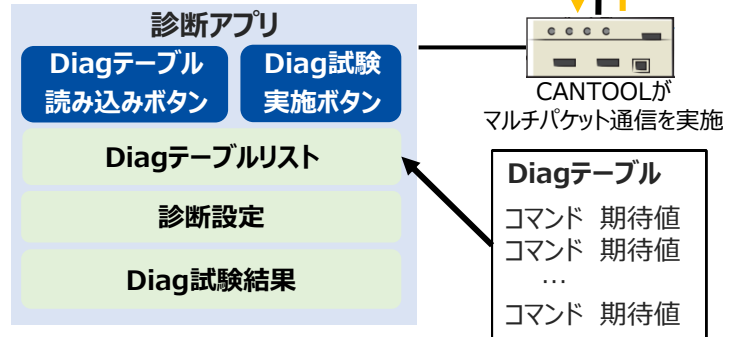 診断アプリ
Diagテーブル
読み込みボタン
Diag試験
実施ボタン
Diagテーブルリスト
診断設定
Diag試験結果
CANTOOLが
マルチパケット通信を実施
Diagテーブル
コマンド 期待値
コマンド 期待値
…
コマンド 期待値